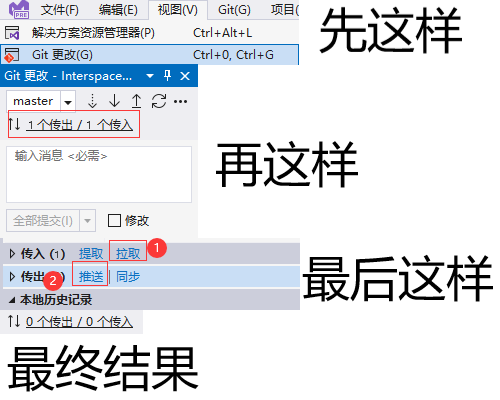 PRE 文件(F) 编辑(E) 视图(V) Git(G) 项目(
解决方案资源管理器(P) Ctrl+Alt+L
先这样
Git 更改(G) Ctrl+0, Ctrl+G
Git 更改 - Interspace...
master
1 个传出 / 1 个传入
输入消息 <必需>
再这样
全部提交(I) 修改
传入 (1) 提取 拉取 1
传出 2 推送 同步
最后这样
本地历史记录
0 个传出 / 0 个传入
最终结果